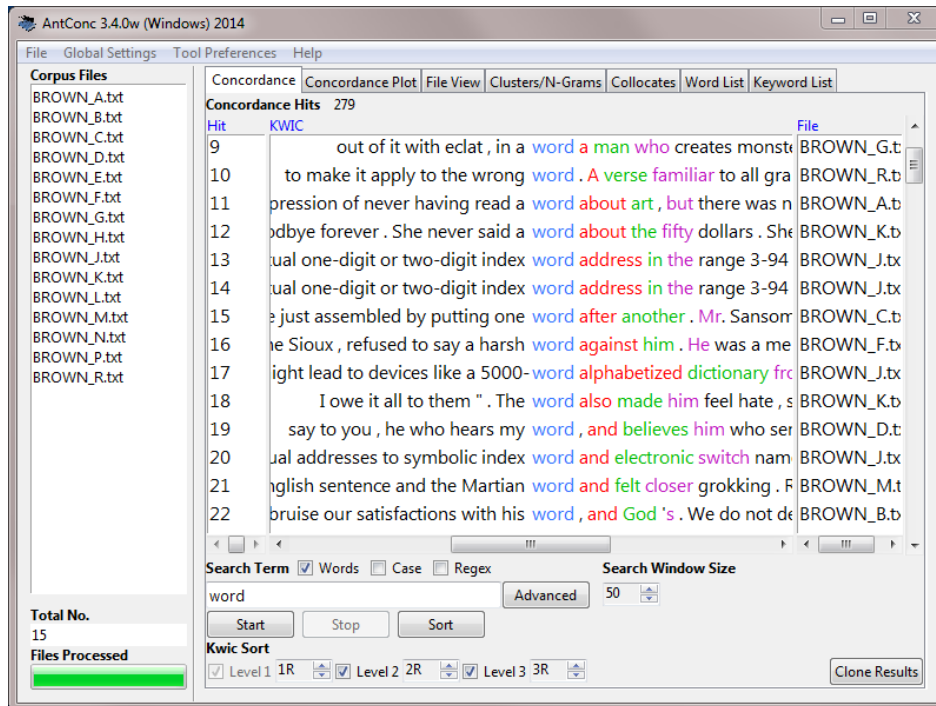 AntConc 3.4.0w (Windows) 2014
File Global Settings Tool Preferences Help
Corpus Files
BROWN_A.txt
BROWN_B.txt
BROWN_C.txt
BROWN_D.txt
BROWN_E.txt
BROWN_F.txt
BROWN_G.txt
BROWN_H.txt
BROWN_J.txt
BROWN_K.txt
BROWN_L.txt
BROWN_M.txt
BROWN_N.txt
BROWN_P.txt
BROWN_R.txt
Total No.
15
Files Processed
Concordance Concordance Plot File View Clusters/N-Grams Collocates Word List Keyword List
Concordance Hits 279
Hit KWIC File
9 out of it with eclat , in a word a man who creates monste BROWN_G.t
10 to make it apply to the wrong word . A verse familiar to all gra BROWN_R.tx
11 pression of never having read a word about art , but there was n BROWN_A.tx
12 odbye forever . She never said a word about the fifty dollars . She BROWN_K.tx
13 tual one-digit or two-digit index word address in the range 3-94 BROWN_J.tx
14 tual one-digit or two-digit index word address in the range 3-94 BROWN_J.tx
15 e just assembled by putting one word after another . Mr. Sansom BROWN_C.tx
16 he Sioux , refused to say a harsh word against him . He was a me BROWN_F.tx
17 ight lead to devices like a 5000- word alphabetized dictionary fro BROWN_J.tx
18 I owe it all to them " . The word also made him feel hate , s BROWN_K.tx
19 say to you , he who hears my word , and believes him who ser BROWN_D.t
20 ual addresses to symbolic index word and electronic switch nam BROWN_J.tx
21 nglish sentence and the Martian word and felt closer grokking . R BROWN_M.t
22 bruise our satisfactions with his word , and God 's . We do not de BROWN_B.tx
Search Term Words Case Regex Search Window Size
word Advanced 50
Start Stop Sort
Kwic Sort
Level 1 1R Level 2 2R Level 3 3R Clone Results